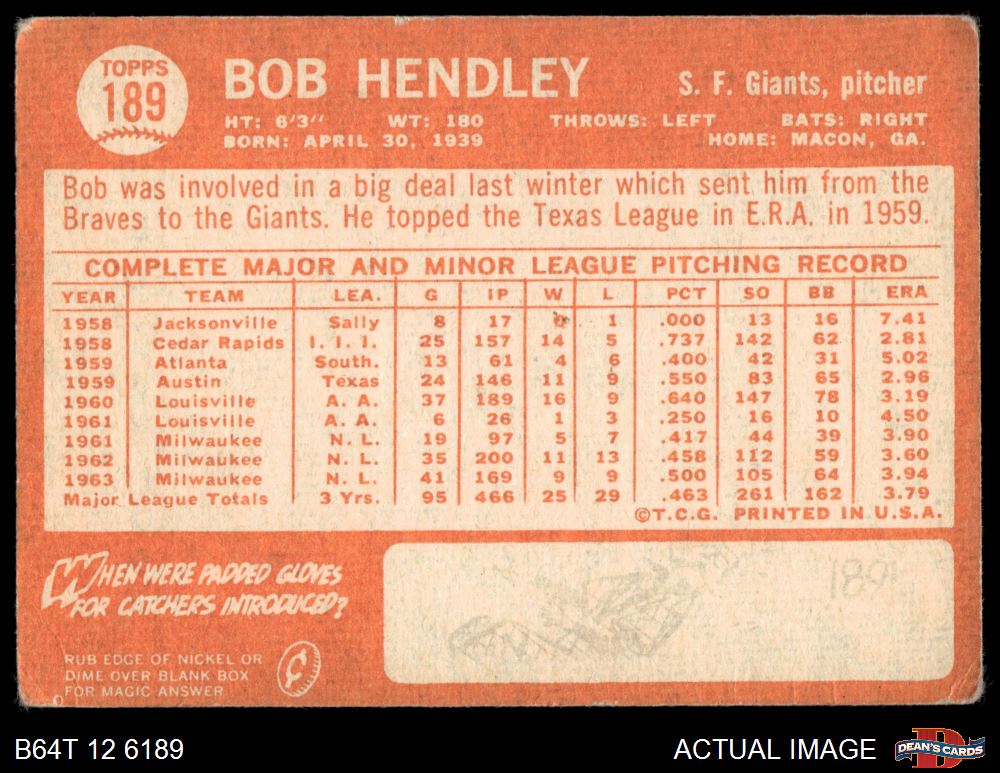 TOPPS
189
BOB HENDLEY
S. F. Giants, pitcher
HT: 6'3" WT: 180 THROWS: LEFT BATS: RIGHT
BORN: APRIL 30, 1939 HOME: MACON, GA.
Bob was involved in a big deal last winter which sent him from the
Braves to the Giants. He topped the Texas League in E.R.A. in 1959.
COMPLETE MAJOR AND MINOR LEAGUE PITCHING RECORD
YEAR TEAM LEA. G IP W L PCT SO BB ERA
1958 Jacksonville Sally 8 17 0 1 .000 13 16 7.41
1958 Cedar Rapids I. I. I. 25 157 14 5 .737 142 62 2.81
1959 Atlanta South. 13 61 4 6 .400 42 31 5.02
1959 Austin Texas 24 146 11 9 .550 83 65 2.96
1960 Louisville A. A. 37 189 16 9 .640 147 78 3.19
1961 Louisville A. A. 6 26 1 3 .250 16 10 4.50
1961 Milwaukee N. L. 19 97 5 7 .417 44 39 3.90
1962 Milwaukee N. L. 35 200 11 13 .458 112 59 3.60
1963 Milwaukee N. L. 41 169 9 9 .500 105 64 3.94
Major League Totals 3 Yrs. 95 466 25 29 .463 261 162 3.79
©T.C.G. PRINTED IN U.S.A.
WHEN WERE PADDED GLOVES
FOR CATCHERS INTRODUCED?
1891
RUB EDGE OF NICKEL OR
DIME OVER BLANK BOX
FOR MAGIC ANSWER
B64T 12 6189
ACTUAL IMAGE
DEAN'S CARDS